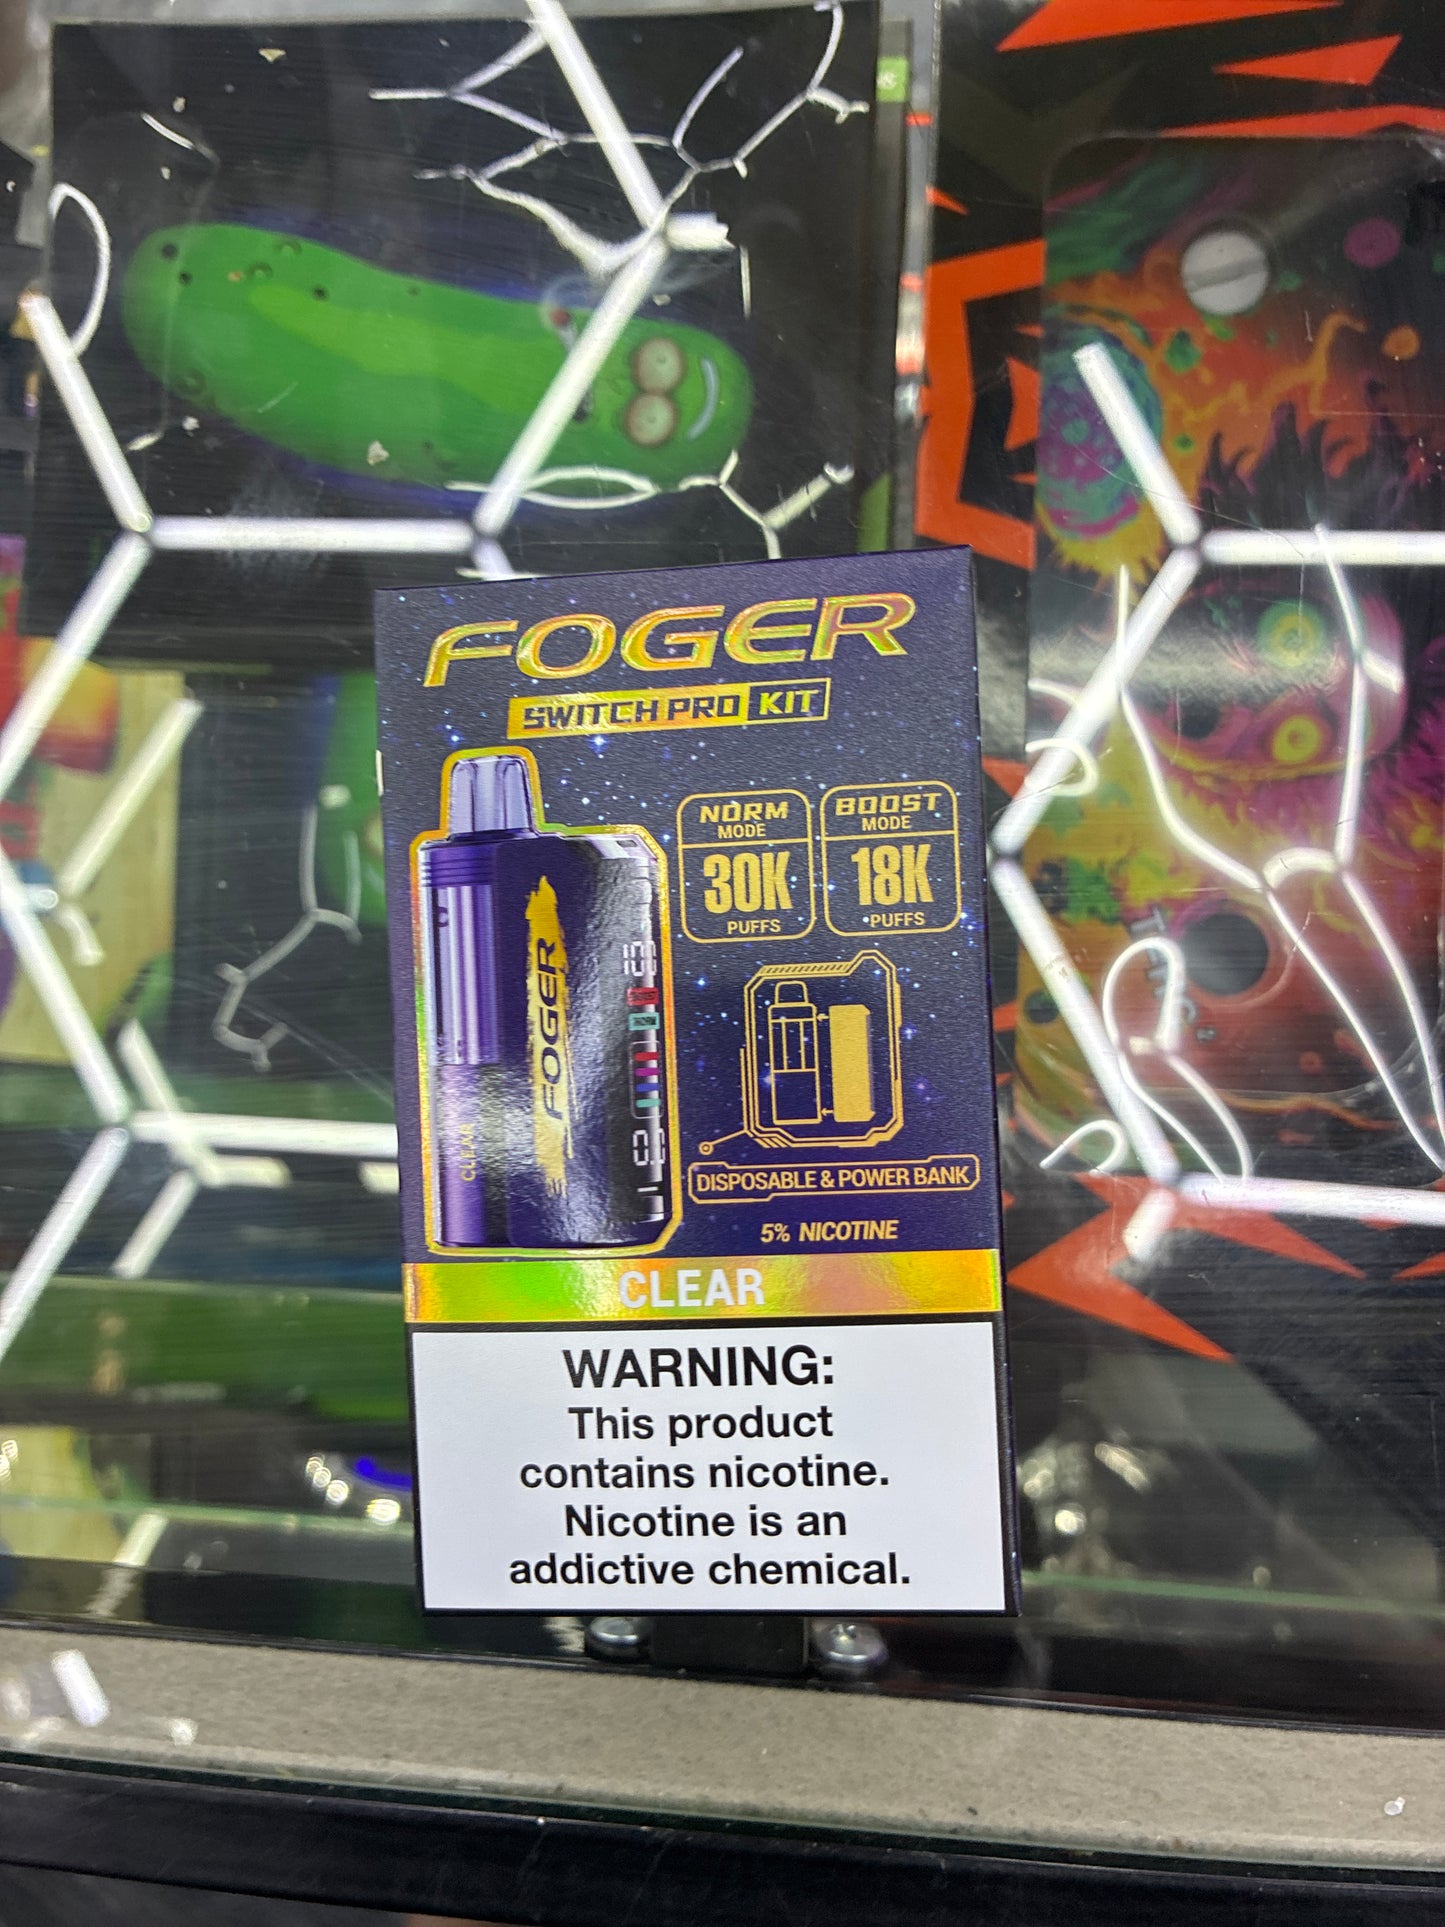 FOGER
SWITCH PRO KIT
NORM
MODE
30K
PUFFS
BOOST
MODE
18K
PUFFS
FOGER
CLEAR
DISPOSABLE & POWER BANK
5% NICOTINE
CLEAR
WARNING:
This product
contains nicotine.
Nicotine is an
addictive chemical.